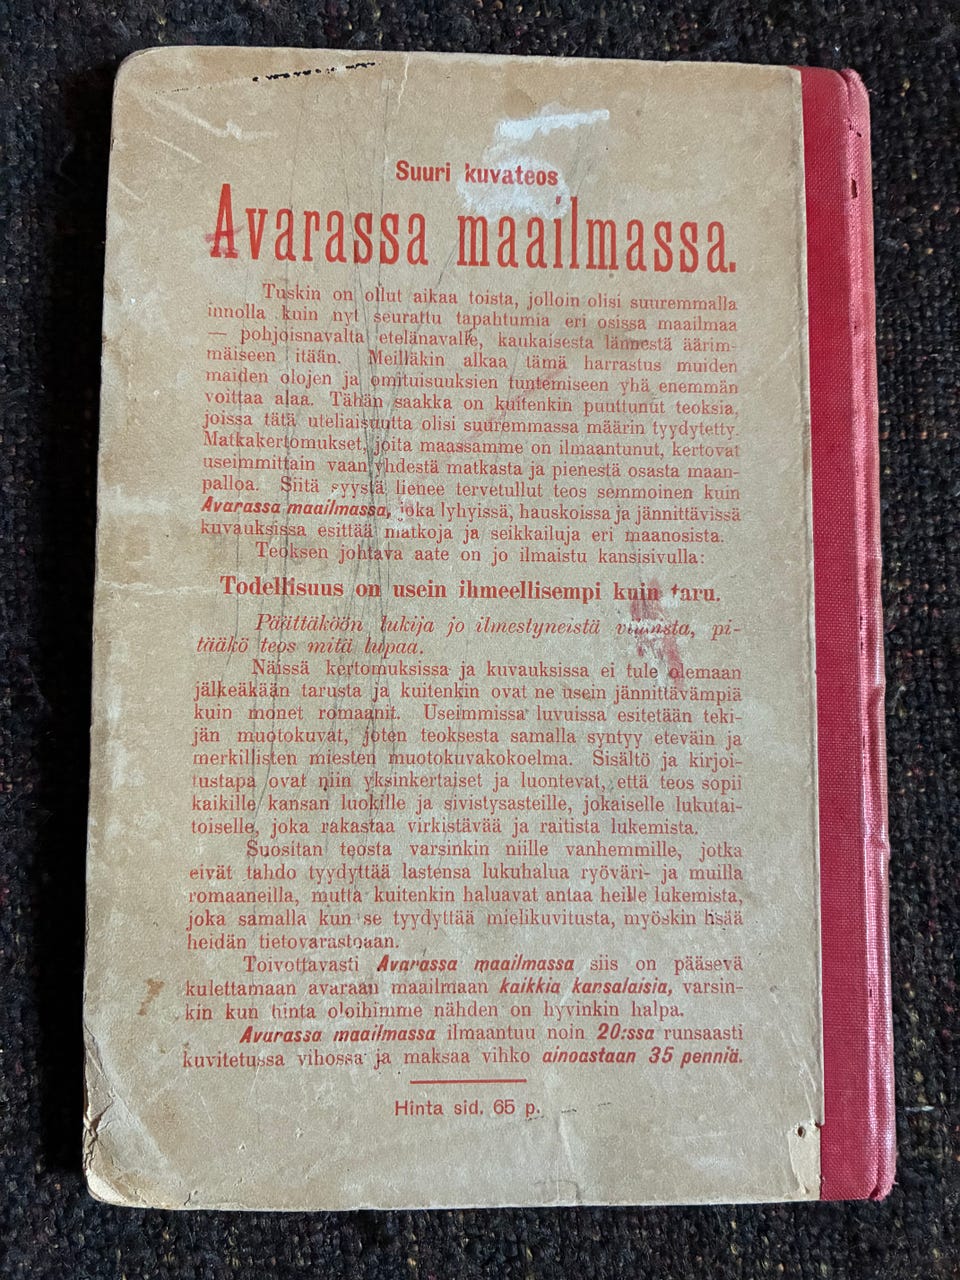 Suuri kuvateos
Avarassa maailmassa.
Tuskin on ollut aikaa toista, jolloin olisi suuremmalla
innolla kuin nyt seurattu tapahtumia eri osissa maailmaa
— pohjoisnavalta etelänavalle, kaukaisesta lännestä äärim-
mäiseen itään. Meilläkin alkaa tämä harrastus muiden
maiden olojen ja omituisuuksien tuntemiseen yhä enemmän
voittaa alaa. Tähän saakka on kuitenkin puuttunut teoksia,
joissa tätä uteliaisuutta olisi suuremmassa määrin tyydytetty.
Matkakertomukset, joita maassamme on ilmaantunut, kertovat
useimmittain vaan yhdestä matkasta ja pienestä osasta maan-
palloa. Siitä syystä lienee tervetullut teos semmoinen kuin
Avarassa maailmassa, joka lyhyissä, hauskoissa ja jännittävissä
kuvauksissa esittää matkoja ja seikkailuja eri maanosista.
Teoksen johtava aate on jo ilmaistu kansisivulla:
Todellisuus on usein ihmeellisempi kuin taru.
Päättäköön lukija jo ilmestyneistä vihosta, pi-
tääkö teos mitä lupaa.
Näissä kertomuksissa ja kuvauksissa ei tule olemaan
jälkeäkään tarusta ja kuitenkin ovat ne usein jännittävämpiä
kuin monet romaanit. Useimmissa luvuissa esitetään teki-
jän muotokuvat, joten teoksesta samalla syntyy eteväin ja
merkillisten miesten muotokuvakokoelma. Sisältö ja kirjoi-
tustapa ovat niin yksinkertaiset ja luontevat, että teos sopii
kaikille kansan luokille ja sivistysasteille, jokaiselle lukutai-
toiselle, joka rakastaa virkistävää ja raitista lukemista.
Suositan teosta varsinkin niille vanhemmille, jotka
eivät tahdo tyydyttää lastensa lukuhalua ryöväri- ja muilla
romaaneilla, mutta kuitenkin haluavat antaa heille lukemista,
joka samalla kun se tyydyttää mielikuvitusta, myöskin lisää
heidän tietovarastoaan.
Toivottavasti Avarassa maailmassa siis on pääsevä
kulettamaan avaraan maailmaan kaikkia kansalaisia, varsin-
kin kun hinta oloihimme nähden on hyvinkin halpa.
Avarassa maailmassa ilmaantuu noin 20:ssa runsaasti
kuvitetussa vihossa ja maksaa vihko ainoastaan 35 penniä.
Hinta sid. 65 p.